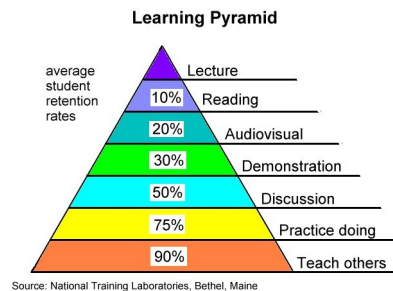 Learning Pyramid
average
student
retention
rates
Lecture
10% Reading
20% Audiovisual
30% Demonstration
50% Discussion
75% Practice doing
90% Teach others
Source: National Training Laboratories, Bethel, Maine